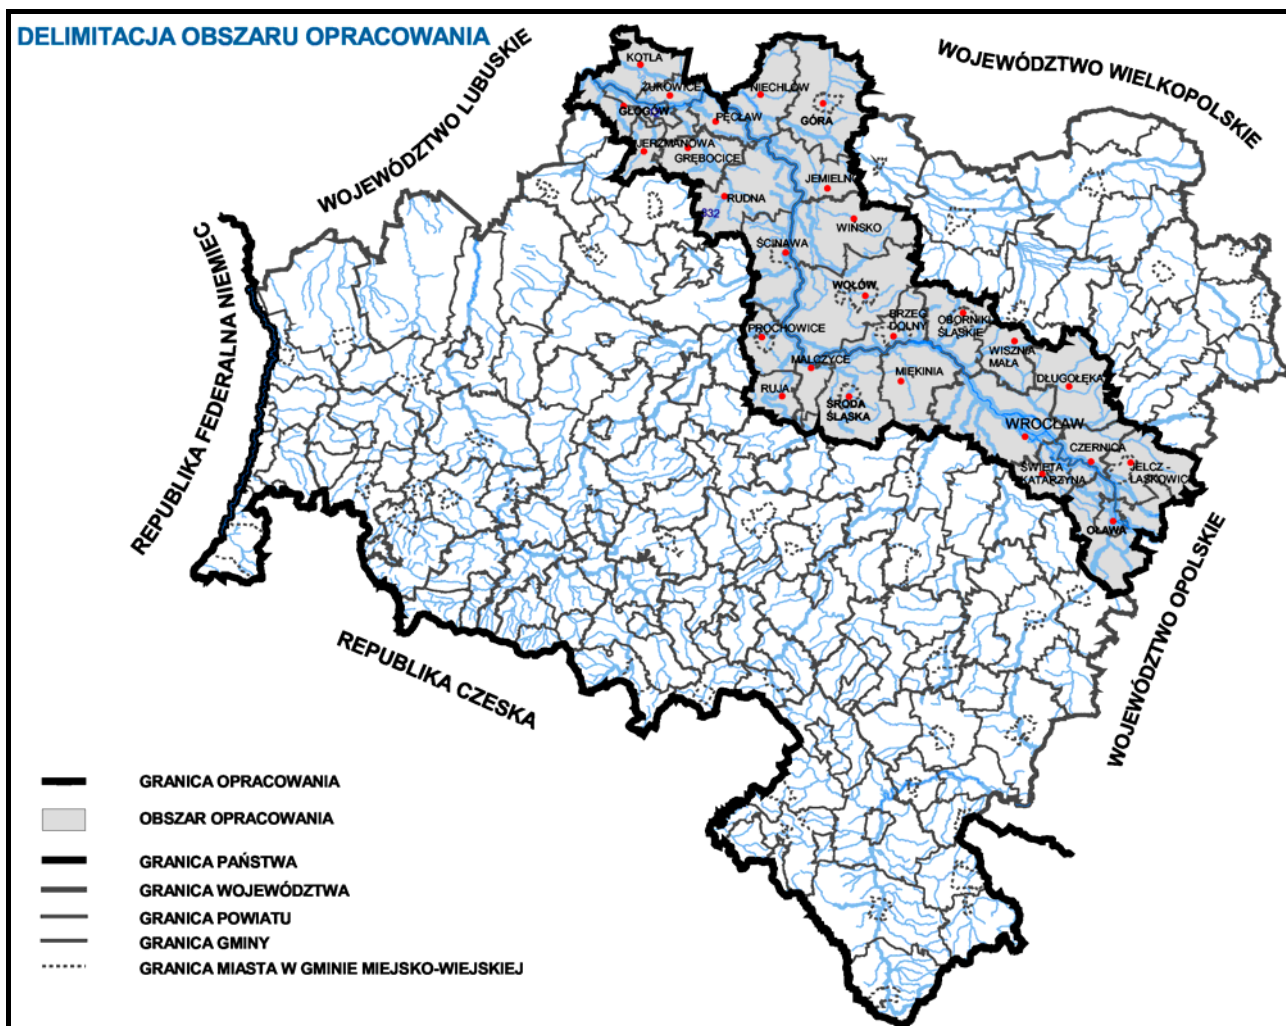 DELIMITACJA OBSZARU OPRACOWANIA
WOJEWÓDZTWO LUBUSKIE
WOJEWÓDZTWO WIELKOPOLSKIE
KOTLA
ŻUKOWICE
NIECHLÓW
GŁOGÓW
PĘCŁAW
GÓRA
JERZMANOWA
GRĘBOCICE
JEMIELNO
RUDNA
332
WIŃSKO
ŚCINAWA
WOŁÓW
BRZEG
DOLNY
OBORNIKI
ŚLĄSKIE
PROCHOWICE
WISZNIA
MAŁA
MALCZYCE
MIĘKINIA
DŁUGOŁĘKA
RUJA
ŚRODA
ŚLĄSKA
WROCŁAW
CZERNICA
ŚWIĘTA
KATARZYNA
JELCZ -
LASKOWICE
OŁAWA
REPUBLIKA FEDERALNA NIEMIEC
REPUBLIKA CZESKA
WOJEWÓDZTWO OPOLSKIE
GRANICA OPRACOWANIA
OBSZAR OPRACOWANIA
GRANICA PAŃSTWA
GRANICA WOJEWÓDZTWA
GRANICA POWIATU
GRANICA GMINY
GRANICA MIASTA W GMINIE MIEJSKO-WIEJSKIEJ